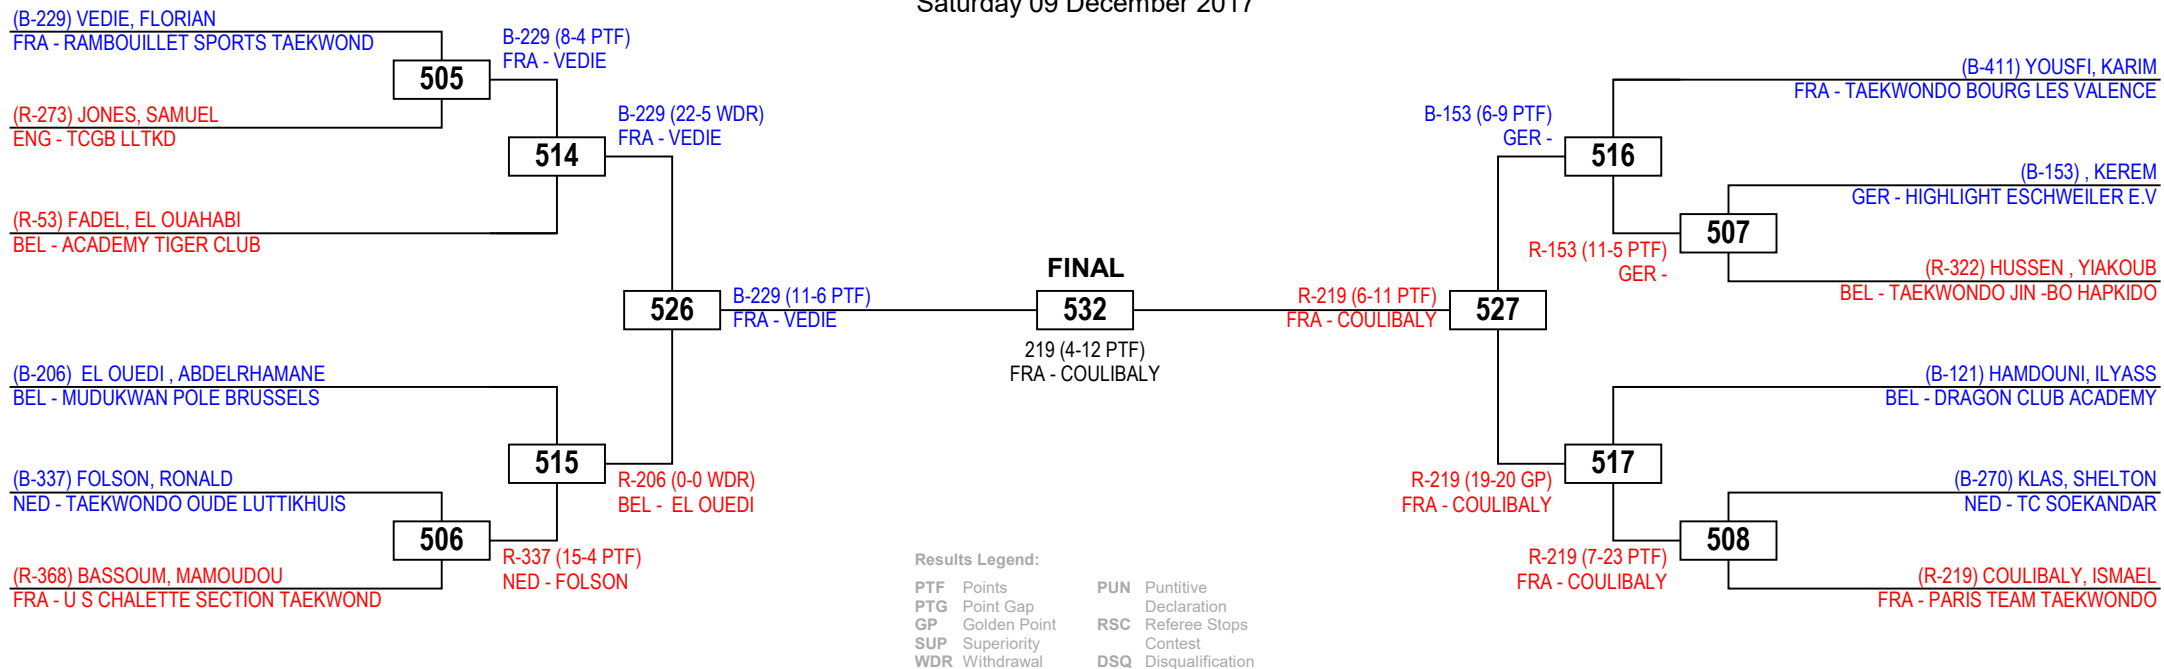 Saturday 09 December 2017
(B-229) VEDIE, FLORIAN
FRA - RAMBOUILLET SPORTS TAEKWOND
505
(R-273) JONES, SAMUEL
ENG - TCGB LLTKD
B-229 (8-4 PTF)
FRA - VEDIE
514
(R-53) FADEL, EL OUAHABI
BEL - ACADEMY TIGER CLUB
B-229 (22-5 WDR)
FRA - VEDIE
526
B-229 (11-6 PTF)
FRA - VEDIE
(B-206)  EL OUEDI , ABDELRHAMANE
BEL - MUDUKWAN POLE BRUSSELS
515
R-206 (0-0 WDR)
BEL -  EL OUEDI
(B-337) FOLSON, RONALD
NED - TAEKWONDO OUDE LUTTIKHUIS
506
(R-368) BASSOUM, MAMOUDOU
FRA - U S CHALETTE SECTION TAEKWOND
R-337 (15-4 PTF)
NED - FOLSON
FINAL
532
219 (4-12 PTF)
FRA - COULIBALY
(B-411) YOUSFI, KARIM
FRA - TAEKWONDO BOURG LES VALENCE
B-153 (6-9 PTF)
GER -
516
(B-153) , KEREM
GER - HIGHLIGHT ESCHWEILER E.V
507
R-153 (11-5 PTF)
GER -
(R-322) HUSSEN , YIAKOUB
BEL - TAEKWONDO JIN -BO HAPKIDO
R-219 (6-11 PTF)
FRA - COULIBALY
527
(B-121) HAMDOUNI, ILYASS
BEL - DRAGON CLUB ACADEMY
517
R-219 (19-20 GP)
FRA - COULIBALY
(B-270) KLAS, SHELTON
NED - TC SOEKANDAR
508
R-219 (7-23 PTF)
FRA - COULIBALY
(R-219) COULIBALY, ISMAEL
FRA - PARIS TEAM TAEKWONDO
Results Legend:
PTF Points
PTG Point Gap
GP Golden Point
SUP Superiority
WDR Withdrawal
PUN Puntitive
Declaration
RSC Referee Stops
Contest
DSQ Disqualification